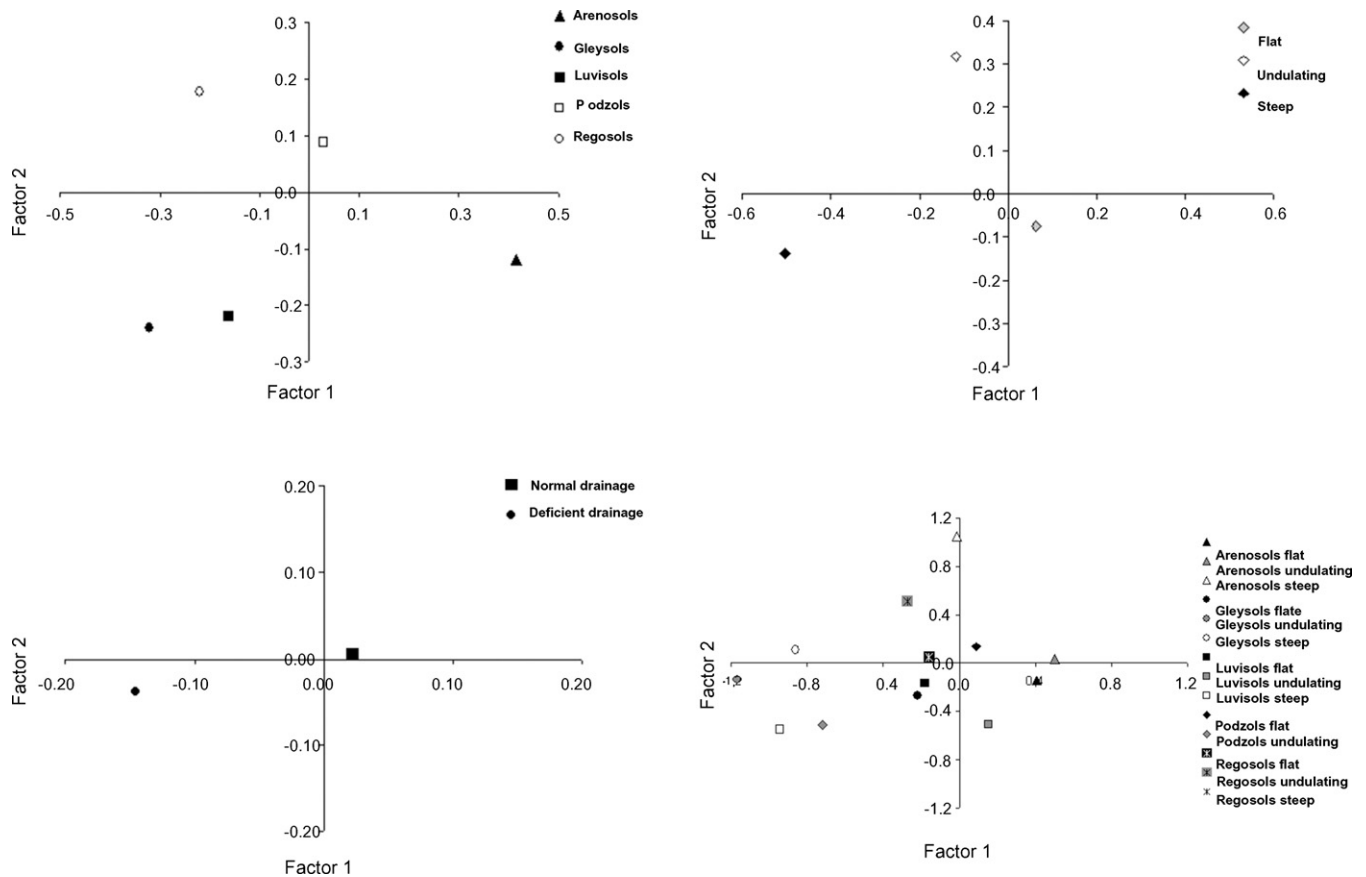 0.3
0.2
0.1
0.0
-0.5
-0.3
-0.1
0.1
0.3
0.5
-0.1
-0.2
-0.3
Factor 2
Factor 1
Arenosols
Gleysols
Luvisols
P odzols
Regosols
0.4
0.3
0.2
0.1
0.0
-0.6
-0.4
-0.2
0.0
0.2
0.4
0.6
-0.1
-0.2
-0.3
-0.4
Factor 2
Factor 1
Flat
Undulating
Steep
0.20
0.10
0.00
-0.20
-0.10
0.00
0.10
0.20
-0.10
-0.20
Factor 2
Factor 1
Normal drainage
Deficient drainage
1.2
0.8
0.4
0.0
-0.8
0.4
0.0
0.8
1.2
-0.4
-0.8
-1.2
Factor 2
Factor 1
Arenosols flat
Arenosols undulating
Arenosols steep
Gleysols flate
Gleysols undulating
Gleysols steep
Luvisols flat
Luvisols undulating
Luvisols steep
Podzols flat
Podzols undulating
Regosols flat
Regosols undulating
Regosols steep